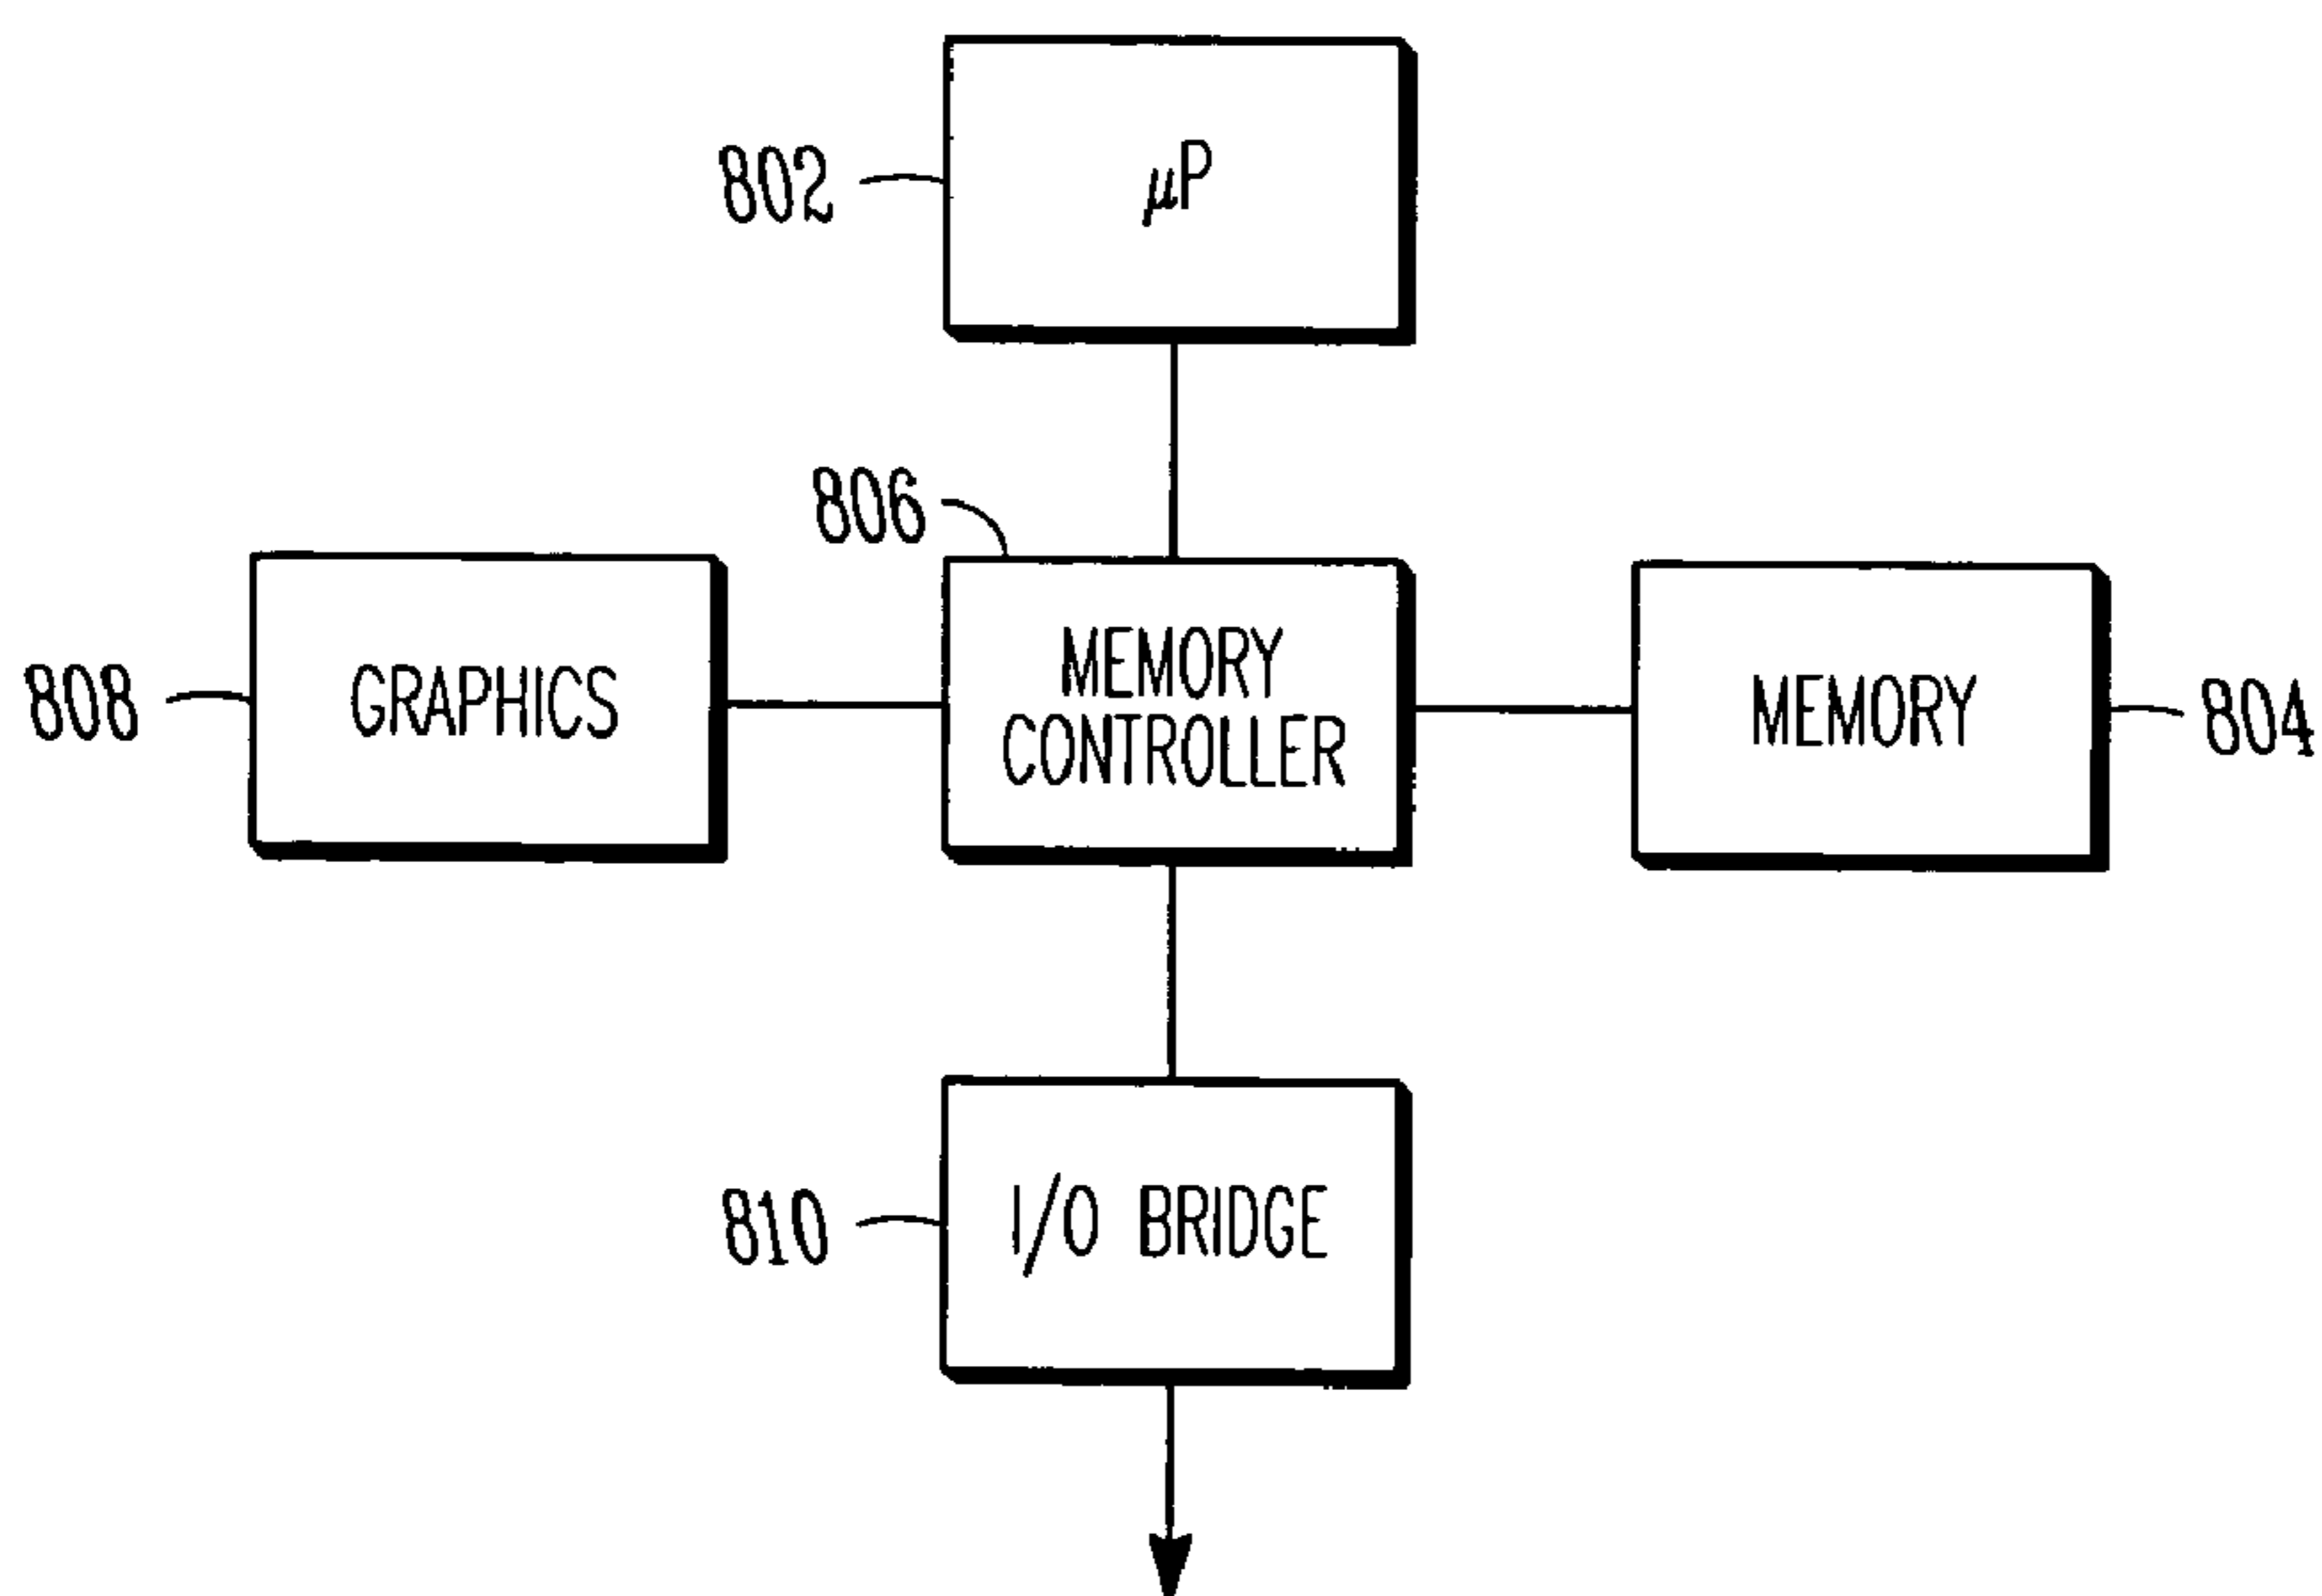 802
μP
806
808
GRAPHICS
MEMORY
CONTROLLER
MEMORY
804
810
I/O BRIDGE